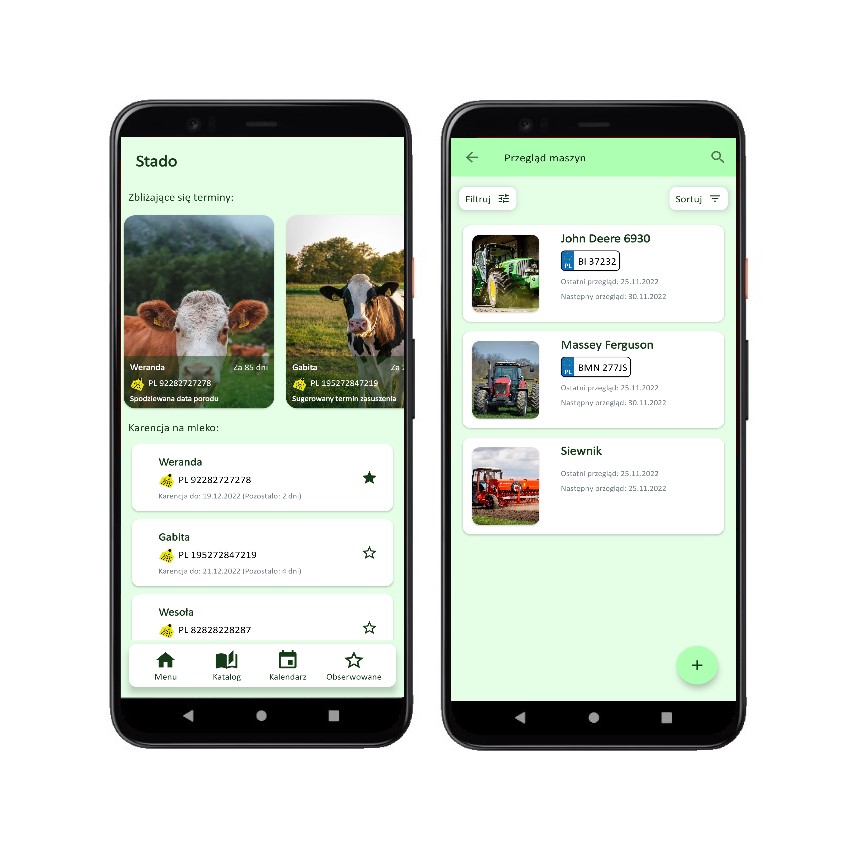 Stado
Zbliżające się terminy:
Weranda Za 85 dni
PL 92282727278
Spodziewana data porodu
Gabita Za
PL 195272847219
Sugerowany termin zasuszenia
Karencja na mleko:
Weranda
PL 92282727278
Karencja do: 19.12.2022 (Pozostało: 2 dni)
Gabita
PL 195272847219
Karencja do: 21.12.2022 (Pozostało: 4 dni)
Wesoła
PL 82828228287
Menu Katalog Kalendarz Obserwowane
Przegląd maszyn
Filtruj Sortuj
John Deere 6930
PL BI 37232
Ostatni przegląd: 25.11.2022
Następny przegląd: 30.11.2022
Massey Ferguson
PL BMN 277JS
Ostatni przegląd: 25.11.2022
Następny przegląd: 30.11.2022
Siewnik
Ostatni przegląd: 25.11.2022
Następny przegląd: 25.11.2022